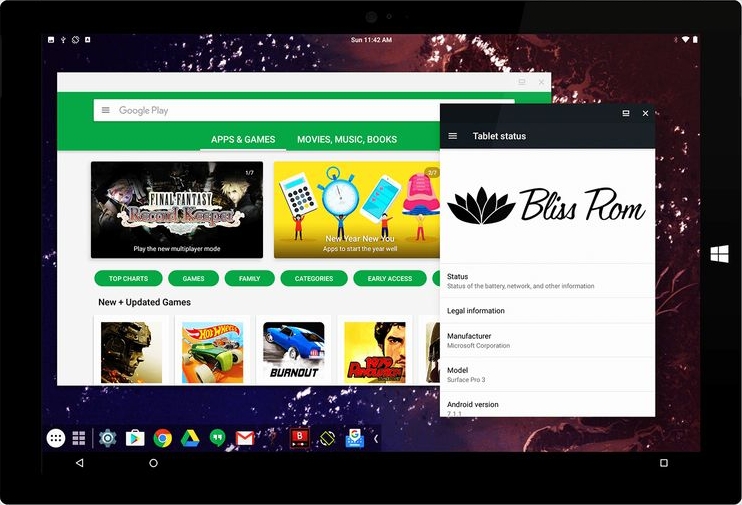 Sun 11:42 AM
Google Play
APPS & GAMES
MOVIES, MUSIC, BOOKS
1/7
FINAL FANTASY
Record Keeper
Play the new multiplayer mode
2/7
New Year New You
Apps to start the year well
TOP CHARTS
GAMES
FAMILY
CATEGORIES
EARLY ACCESS
New + Updated Games
HOT WHEELS
BURNOUT
Tablet status
Bliss Rom
Status
Status of the battery, network, and other information
Legal information
Manufacturer
Microsoft Corporation
Model
Surface Pro 3
Android version
7.1.1
B
G